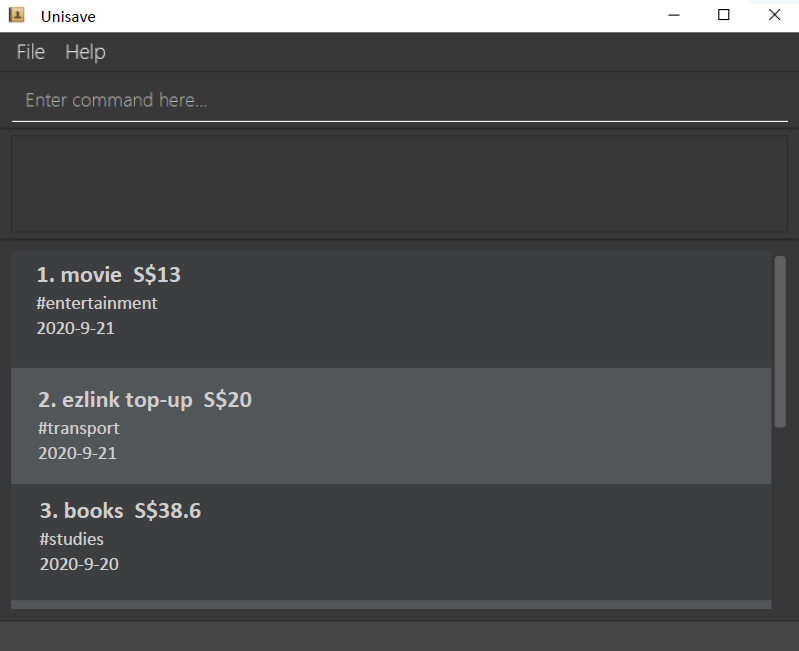 Unisave
File Help
Enter command here...
1. movie S$13
#entertainment
2020-9-21
2. ezlink top-up S$20
#transport
2020-9-21
3. books S$38.6
#studies
2020-9-20